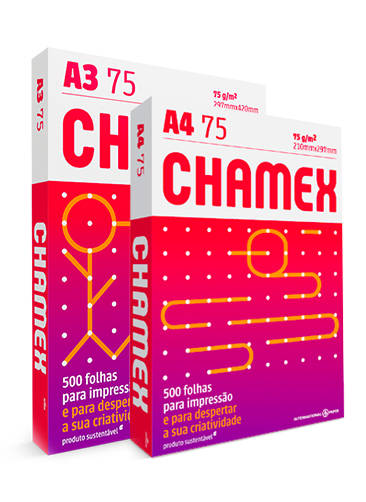 A3 75
75 g/m²
297mmx420mm
CHAM
A3 75
CHAMEX
500 folhas
para impressão
e para despertar
a sua criatividade
produto sustentável
A4 75
75 g/m²
210mmx297mm
CHAMEX
A4 75
CHAMEX
500 folhas
para impressão
e para despertar
a sua criatividade
produto sustentável
INTERNATIONAL PAPER